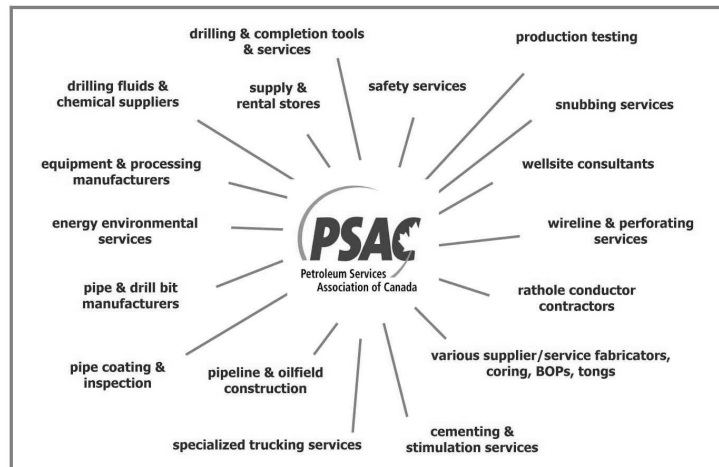 drilling & completion tools
& services
production testing
drilling fluids &
chemical suppliers
supply &
rental stores
safety services
snubbing services
equipment & processing
manufacturers
wellsite consultants
energy environmental
services
PSAC
Petroleum Services
Association of Canada
wireline & perforating
services
pipe & drill bit
manufacturers
rathole conductor
contractors
pipe coating &
inspection
pipeline & oilfield
construction
various supplier/service fabricators,
coring, BOPs, tongs
specialized trucking services
cementing &
stimulation services